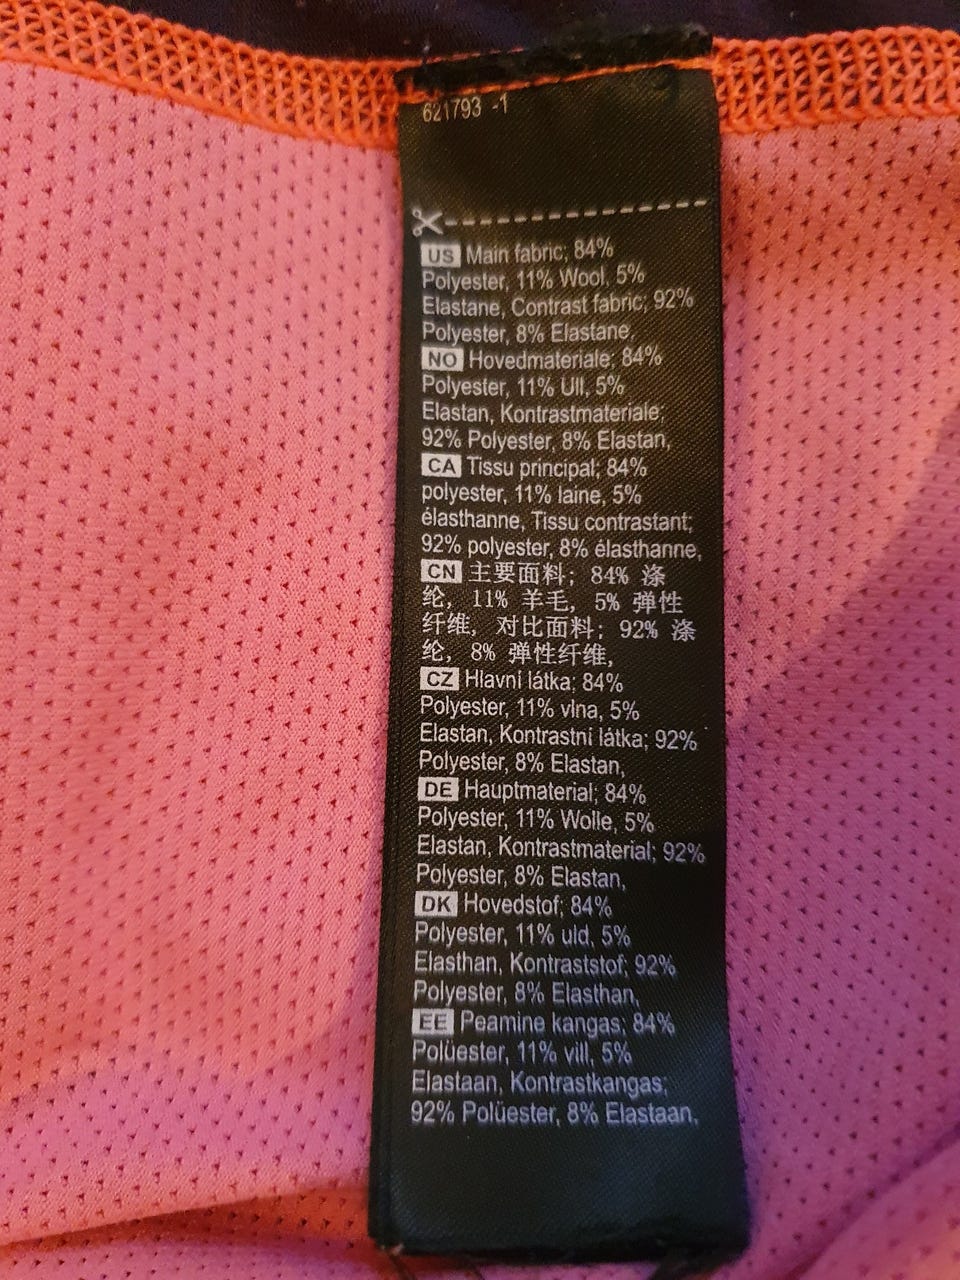 621793 -1
US Main fabric; 84%
Polyester, 11% Wool, 5%
Elastane, Contrast fabric; 92%
Polyester, 8% Elastane,
NO Hovedmateriale; 84%
Polyester, 11% Ull, 5%
Elastan, Kontrastmateriale;
92% Polyester, 8% Elastan,
CA Tissu principal; 84%
polyester, 11% laine, 5%
élasthanne, Tissu contrastant;
92% polyester, 8% élasthanne,
CN 主要面料; 84% 涤
纶, 11% 羊毛, 5% 弹性
纤维, 对比面料; 92% 涤
纶, 8% 弹性纤维,
CZ Hlavní látka; 84%
Polyester, 11% vlna, 5%
Elastan, Kontrastní látka; 92%
Polyester, 8% Elastan,
DE Hauptmaterial; 84%
Polyester, 11% Wolle, 5%
Elastan, Kontrastmaterial; 92%
Polyester, 8% Elastan,
DK Hovedstof; 84%
Polyester, 11% uld, 5%
Elasthan, Kontraststof; 92%
Polyester, 8% Elasthan,
EE Peamine kangas; 84%
Polüester, 11% vill, 5%
Elastaan, Kontrastkangas;
92% Polüester, 8% Elastaan,